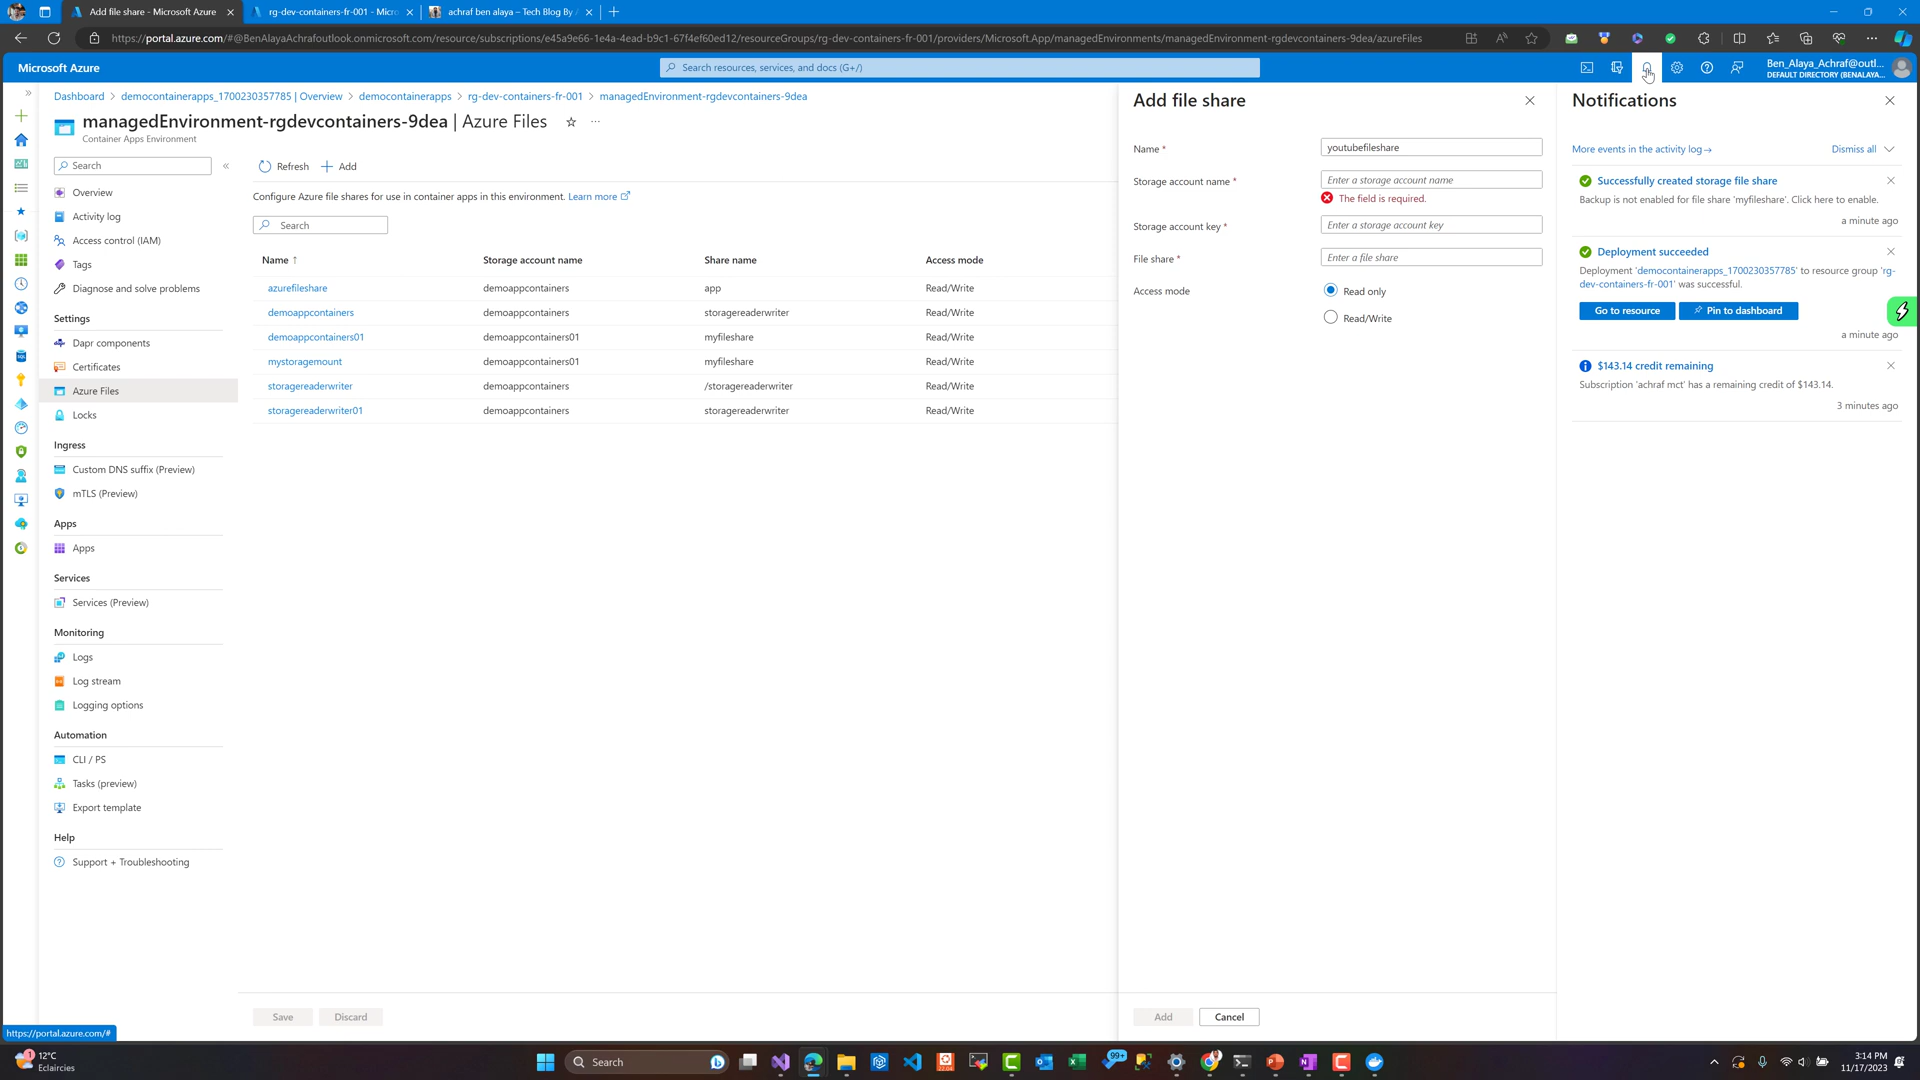 Add file share - Microsoft Azure
rg-dev-containers-fr-001 - Micro
achraf ben alaya – Tech Blog By
https://portal.azure.com/#@BenAlayaAchrafoutlook.onmicrosoft.com/resource/subscriptions/e45a9e66-1e4a-4ead-b9c1-67f4ef60ed12/resourceGroups/rg-dev-containers-fr-001/providers/Microsoft.App/managedEnvironments/managedEnvironment-rgdevcontainers-9dea/azureFiles
Microsoft Azure
Search resources, services, and docs (G+/)
Ben_Alaya_Achraf@outl...
DEFAULT DIRECTORY (BENALAYA...
Dashboard > democontainerapps_1700230357785 | Overview > democontainerapps > rg-dev-containers-fr-001 > managedEnvironment-rgdevcontainers-9dea
managedEnvironment-rgdevcontainers-9dea | Azure Files
Container Apps Environment
Search
Overview
Activity log
Access control (IAM)
Tags
Diagnose and solve problems
Settings
Dapr components
Certificates
Azure Files
Locks
Ingress
Custom DNS suffix (Preview)
mTLS (Preview)
Apps
Apps
Services
Services (Preview)
Monitoring
Logs
Log stream
Logging options
Automation
CLI / PS
Tasks (preview)
Export template
Help
Support + Troubleshooting
Refresh Add
Configure Azure file shares for use in container apps in this environment. Learn more
Search
Name ↑ Storage account name Share name Access mode
azurefileshare demoappcontainers app Read/Write
demoappcontainers demoappcontainers storagereaderwriter Read/Write
demoappcontainers01 demoappcontainers01 myfileshare Read/Write
mystoragemount demoappcontainers01 myfileshare Read/Write
storagereaderwriter demoappcontainers /storagereaderwriter Read/Write
storagereaderwriter01 demoappcontainers storagereaderwriter Read/Write
Save Discard
Add file share
Name * youtubefileshare
Storage account name * Enter a storage account name
The field is required.
Storage account key * Enter a storage account key
File share * Enter a file share
Access mode Read only
Read/Write
Add Cancel
Notifications
More events in the activity log → Dismiss all
Successfully created storage file share
Backup is not enabled for file share 'myfileshare'. Click here to enable.
a minute ago
Deployment succeeded
Deployment 'democontainerapps_1700230357785' to resource group 'rg-
dev-containers-fr-001' was successful.
Go to resource Pin to dashboard
a minute ago
$143.14 credit remaining
Subscription 'achraf mct' has a remaining credit of $143.14.
3 minutes ago
https://portal.azure.com/#
1
12°C
Eclaircies
Search
22.04
99+
3:14 PM
11/17/2023